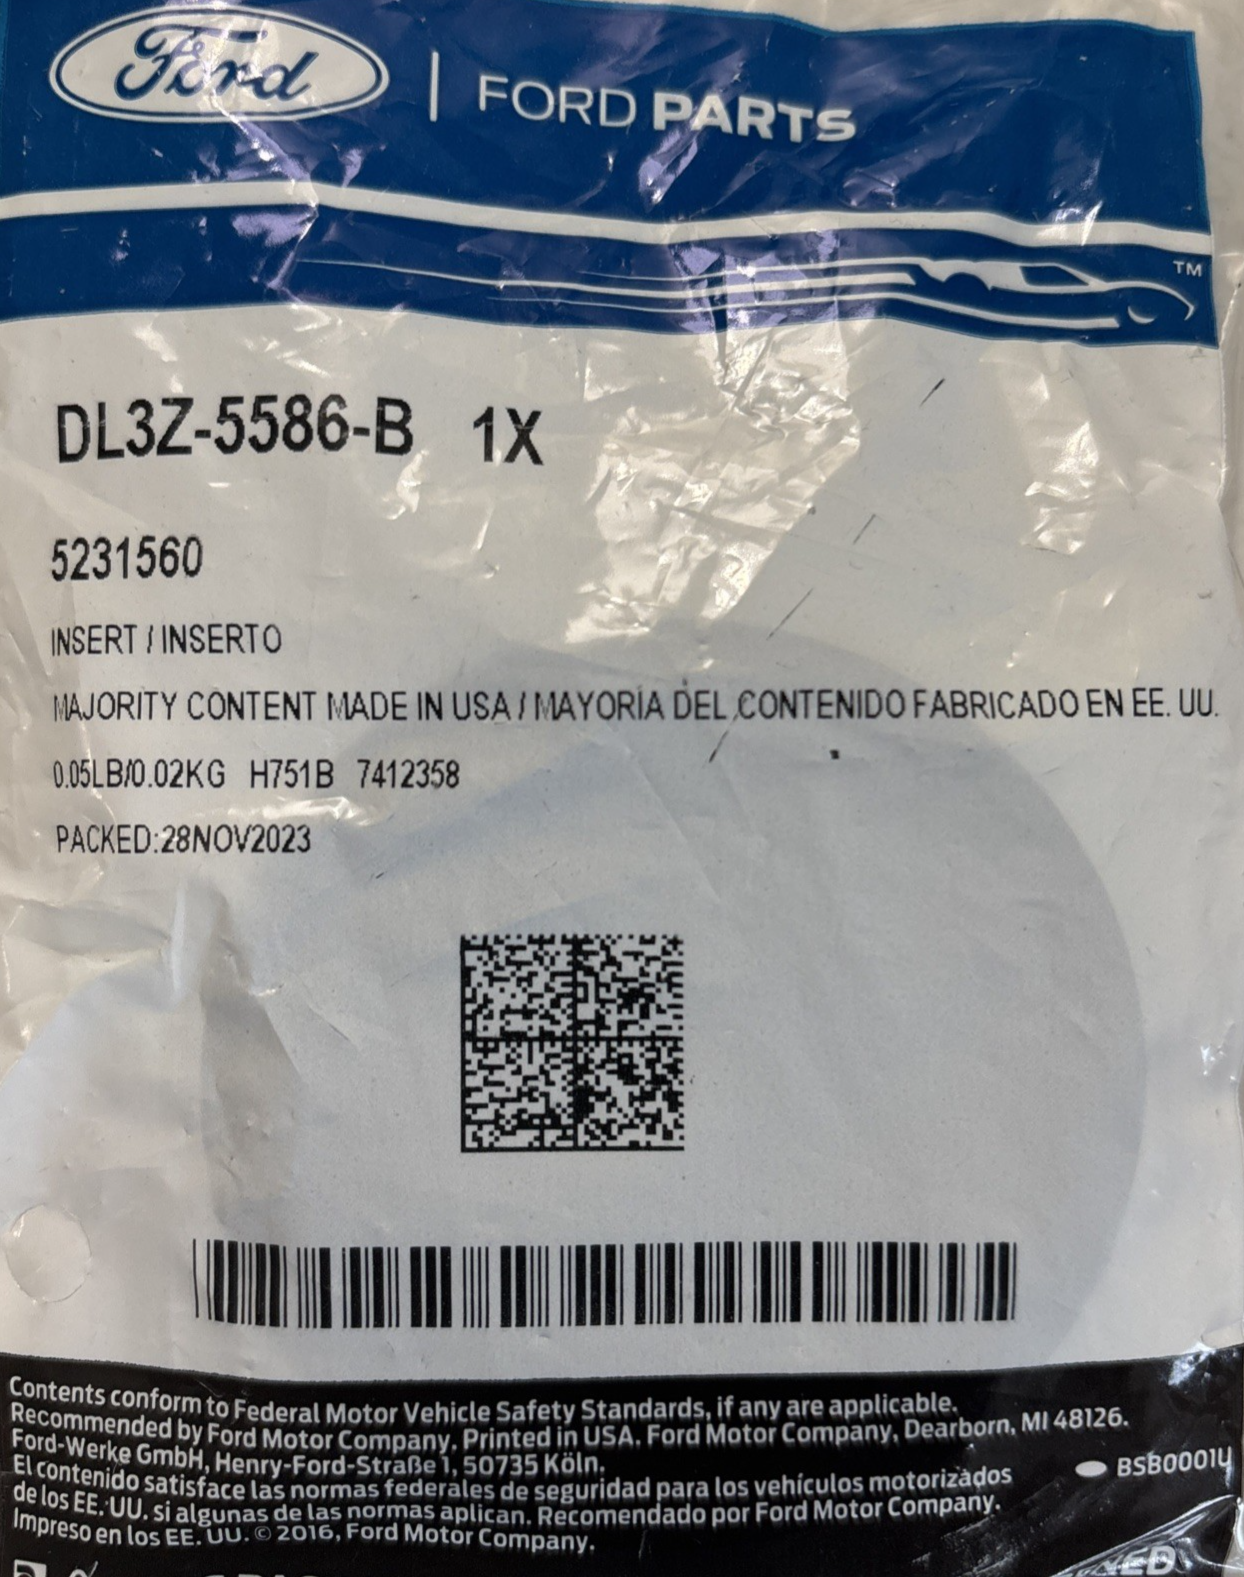 Ford | FORD PARTS
TM
DL3Z-5586-B 1X
5231560
INSERT / INSERTO
MAJORITY CONTENT MADE IN USA / MAYORIA DEL CONTENIDO FABRICADO EN EE. UU.
0.05LB/0.02KG H751B 7412358
PACKED:28NOV2023
Contents conform to Federal Motor Vehicle Safety Standards, if any are applicable.
Recommended by Ford Motor Company. Printed in USA. Ford Motor Company, Dearborn, MI 48126.
Ford-Werke GmbH, Henry-Ford-Straße 1, 50735 Köln.
El contenido satisface las normas federales de seguridad para los vehículos motorizados
de los EE. UU. si algunas de las normas aplican. Recomendado por Ford Motor Company.
Impreso en los EE. UU. © 2016, Ford Motor Company.
BSB0001U